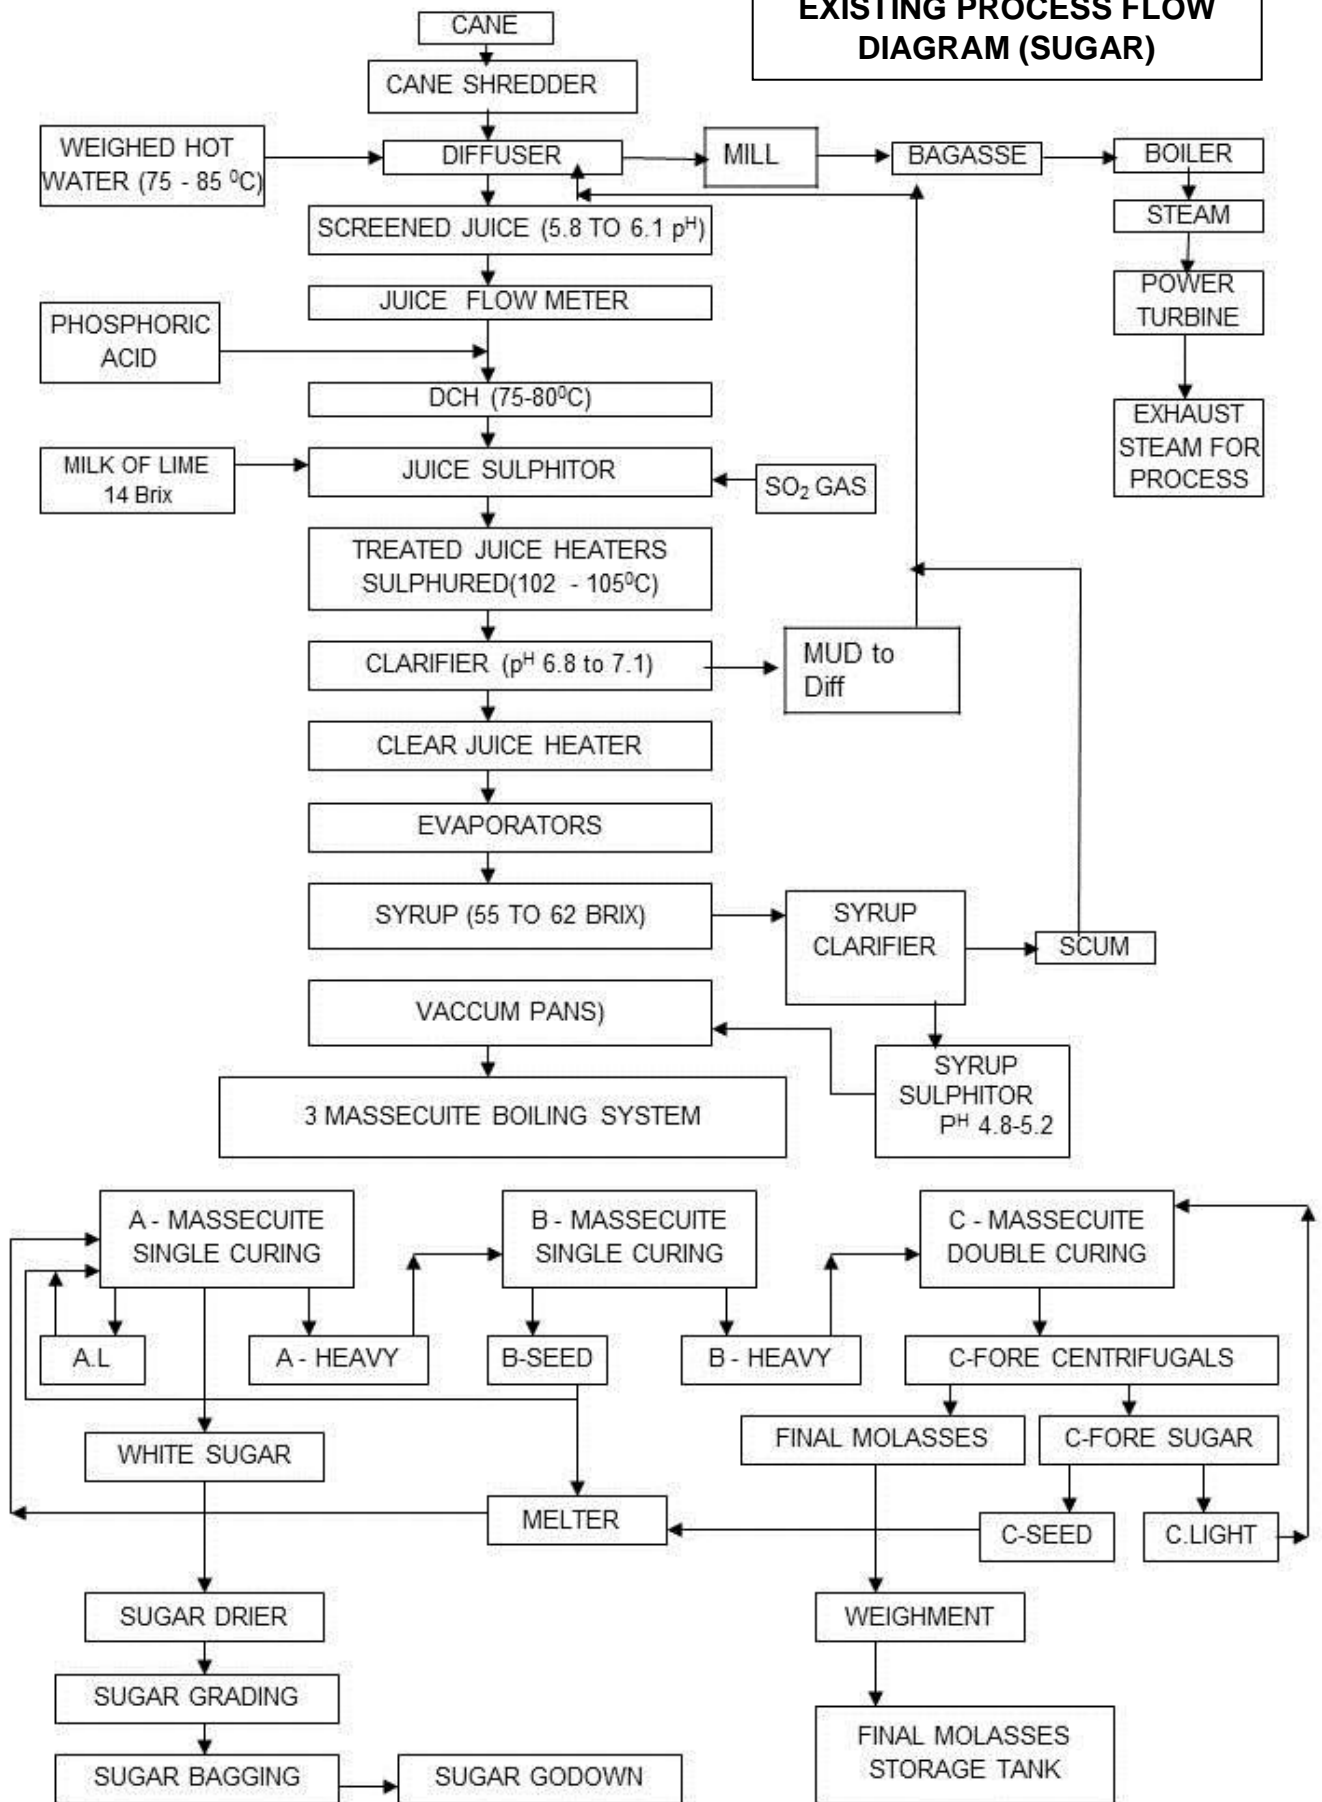 EXISTING PROCESS FLOW
DIAGRAM (SUGAR)
CANE
CANE SHREDDER
WEIGHED HOT
WATER (75 - 85 ⁰C)
DIFFUSER
MILL
BAGASSE
BOILER
STEAM
SCREENED JUICE (5.8 TO 6.1 pᴴ)
POWER
TURBINE
JUICE FLOW METER
PHOSPHORIC
ACID
EXHAUST
STEAM FOR
PROCESS
DCH (75-80⁰C)
MILK OF LIME
14 Brix
JUICE SULPHITOR
SO₂ GAS
TREATED JUICE HEATERS
SULPHURED(102 - 105⁰C)
CLARIFIER (pᴴ 6.8 to 7.1)
MUD to
Diff
CLEAR JUICE HEATER
EVAPORATORS
SYRUP (55 TO 62 BRIX)
SYRUP
CLARIFIER
SCUM
VACCUM PANS)
SYRUP
SULPHITOR
Pᴴ 4.8-5.2
3 MASSECUITE BOILING SYSTEM
A - MASSECUITE
SINGLE CURING
B - MASSECUITE
SINGLE CURING
C - MASSECUITE
DOUBLE CURING
A.L
A - HEAVY
B-SEED
B - HEAVY
C-FORE CENTRIFUGALS
WHITE SUGAR
FINAL MOLASSES
C-FORE SUGAR
MELTER
C-SEED
C.LIGHT
SUGAR DRIER
WEIGHMENT
SUGAR GRADING
FINAL MOLASSES
STORAGE TANK
SUGAR BAGGING
SUGAR GODOWN